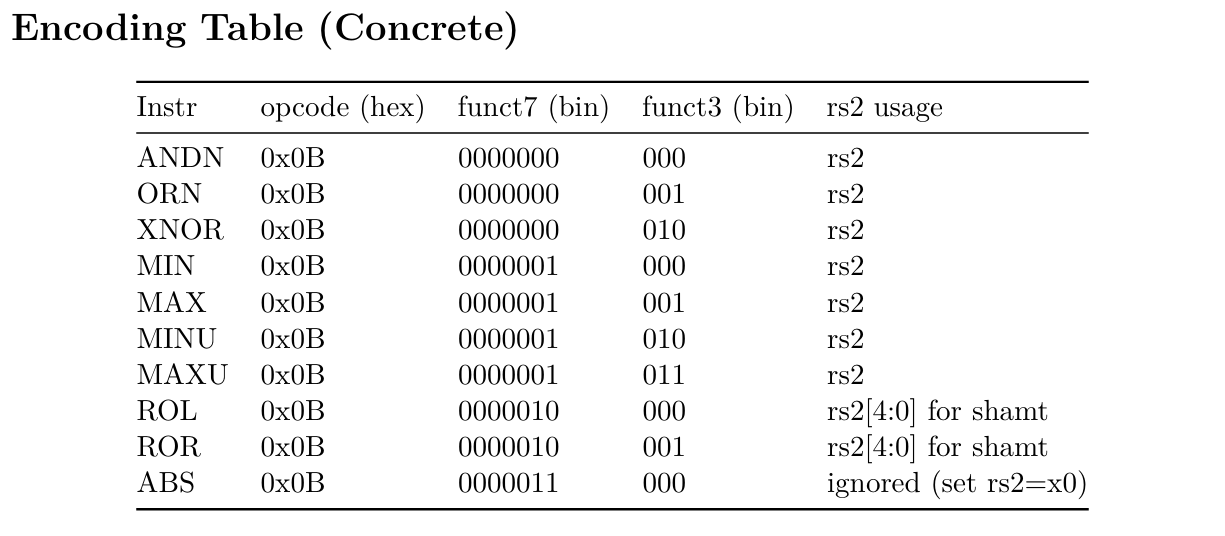 Encoding Table (Concrete)
Instr opcode (hex) funct7 (bin) funct3 (bin) rs2 usage
ANDN 0x0B 0000000 000 rs2
ORN 0x0B 0000000 001 rs2
XNOR 0x0B 0000000 010 rs2
MIN 0x0B 0000001 000 rs2
MAX 0x0B 0000001 001 rs2
MINU 0x0B 0000001 010 rs2
MAXU 0x0B 0000001 011 rs2
ROL 0x0B 0000010 000 rs2[4:0] for shamt
ROR 0x0B 0000010 001 rs2[4:0] for shamt
ABS 0x0B 0000011 000 ignored (set rs2=x0)